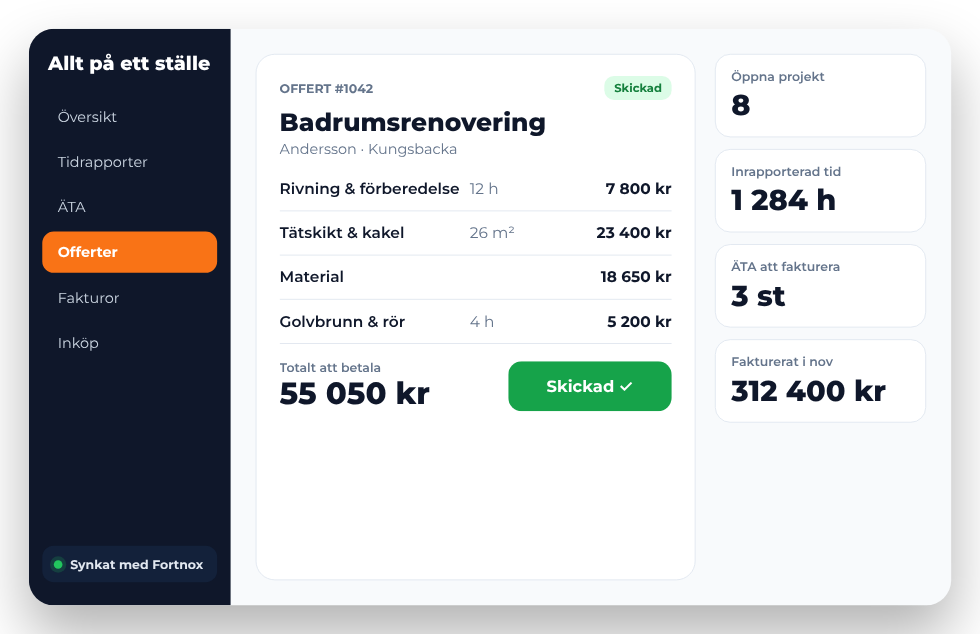 Allt på ett ställe
Översikt
Tidrapporter
ÄTA
Offerter
Fakturor
Inköp
Synkat med Fortnox
OFFERT #1042
Skickad
Badrumsrenovering
Andersson · Kungsbacka
Rivning & förberedelse 12 h 7 800 kr
Tätskikt & kakel 26 m² 23 400 kr
Material 18 650 kr
Golvbrunn & rör 4 h 5 200 kr
Totalt att betala
55 050 kr
Skickad ✓
Öppna projekt
8
Inrapporterad tid
1 284 h
ÄTA att fakturera
3 st
Fakturerat i nov
312 400 kr